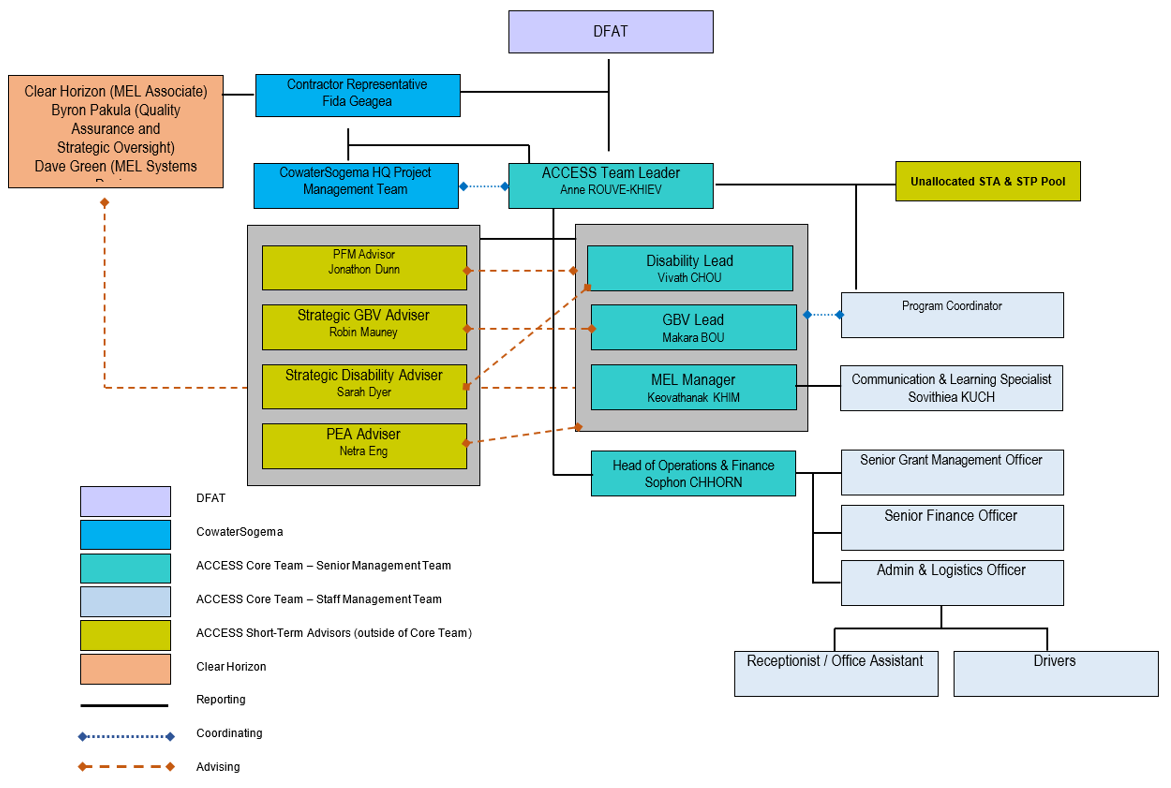 DFAT
Clear Horizon (MEL Associate)
Byron Pakula (Quality
Assurance and
Strategic Oversight)
Dave Green (MEL Systems
Contractor Representative
Fida Geagea
CowaterSogema HQ Project
Management Team
ACCESS Team Leader
Anne ROUVE-KHIEV
Unallocated STA & STP Pool
PFM Advisor
Jonathon Dunn
Strategic GBV Adviser
Robin Mauney
Strategic Disability Adviser
Sarah Dyer
PEA Adviser
Netra Eng
Disability Lead
Vivath CHOU
GBV Lead
Makara BOU
MEL Manager
Keovathanak KHIM
Program Coordinator
Communication & Learning Specialist
Sovithiea KUCH
Head of Operations & Finance
Sophon CHHORN
Senior Grant Management Officer
Senior Finance Officer
Admin & Logistics Officer
Receptionist / Office Assistant
Drivers
DFAT
CowaterSogema
ACCESS Core Team – Senior Management Team
ACCESS Core Team – Staff Management Team
ACCESS Short-Term Advisors (outside of Core Team)
Clear Horizon
Reporting
Coordinating
Advising